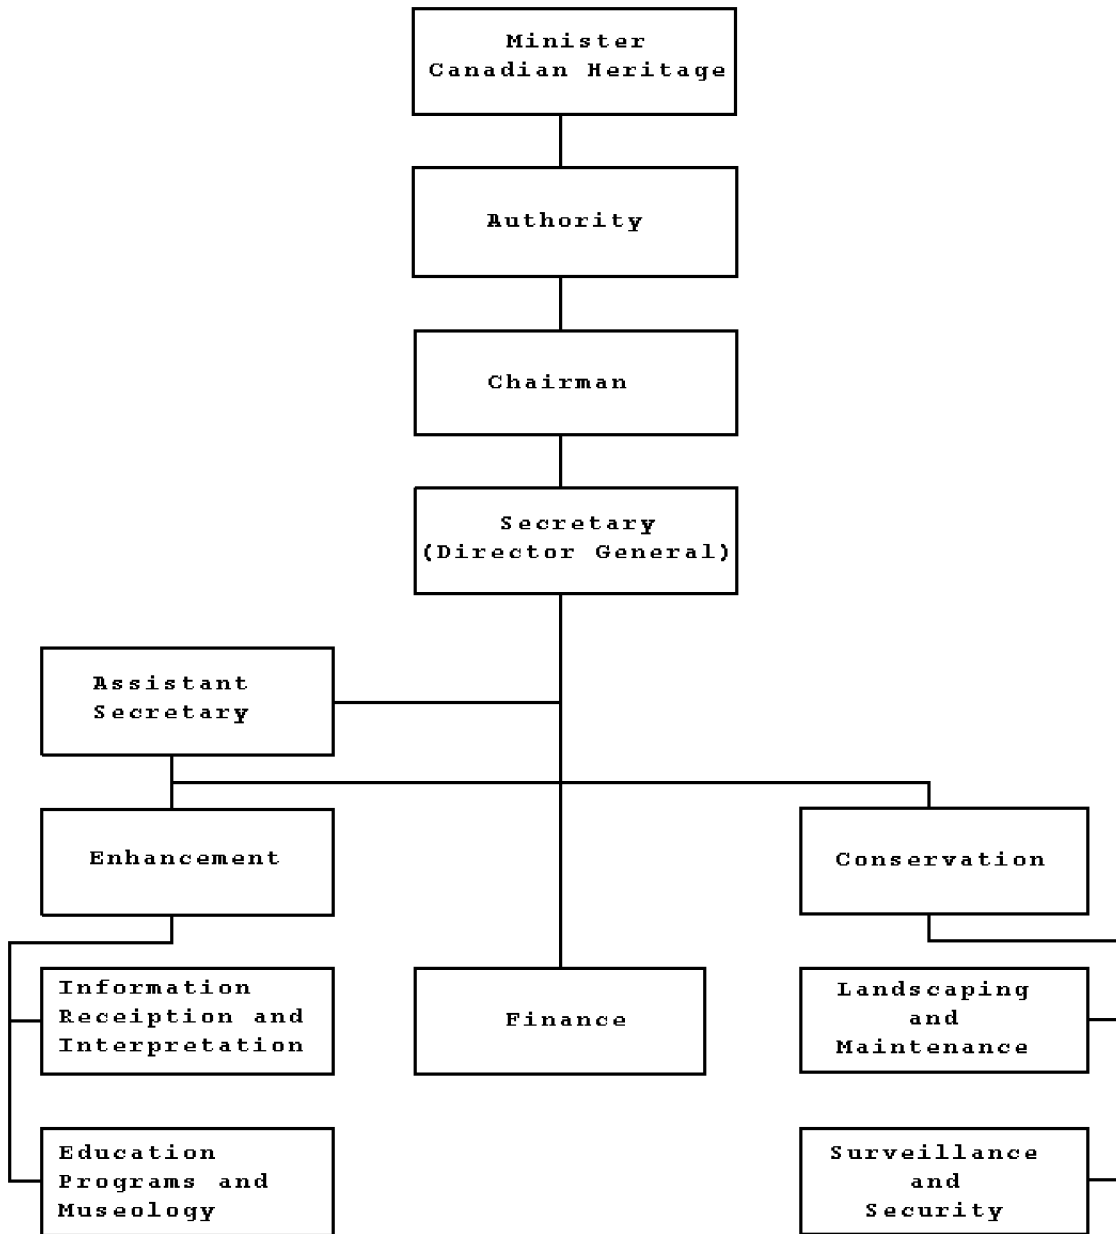 Minister
Canadian Heritage
Authority
Chairman
Secretary
(Director General)
Assistant
Secretary
Enhancement
Conservation
Information
Receiption and
Interpretation
Finance
Landscaping
and
Maintenance
Education
Programs and
Museology
Surveillance
and
Security